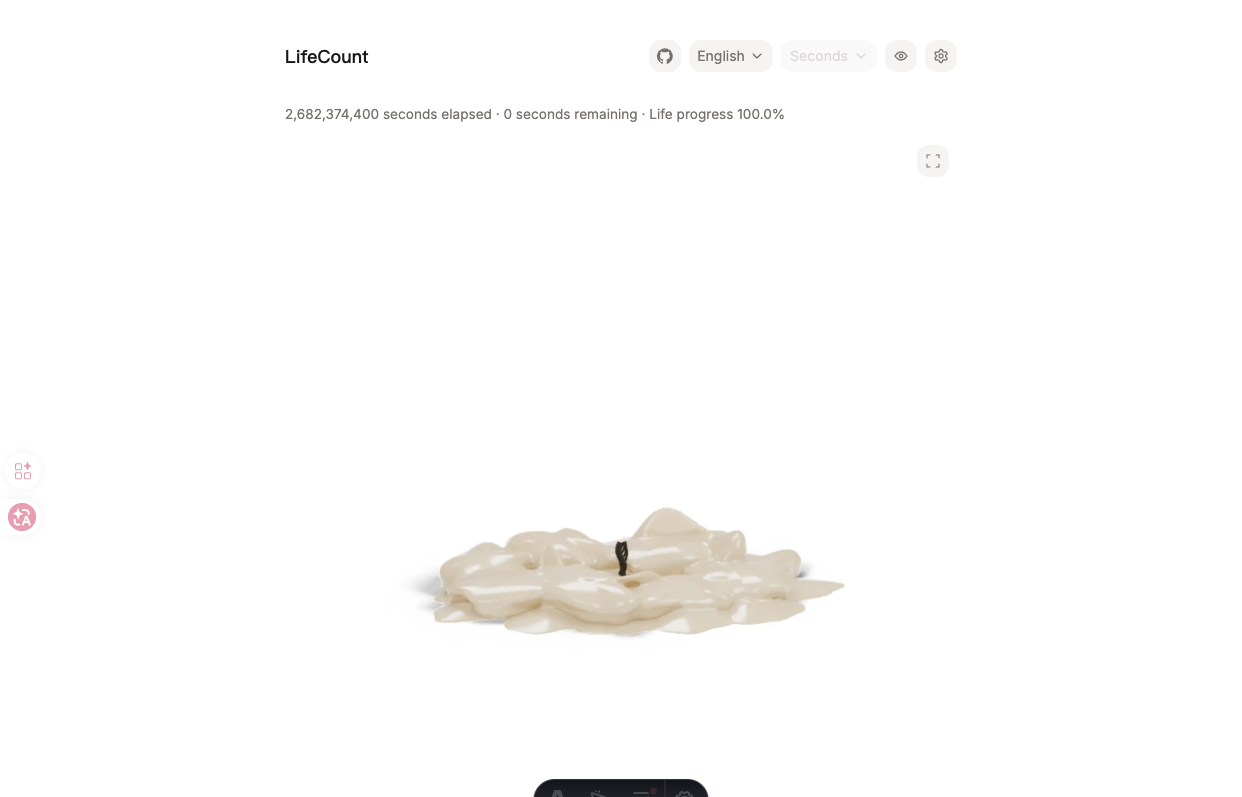 LifeCount
English
Seconds
2,682,374,400 seconds elapsed · 0 seconds remaining · Life progress 100.0%